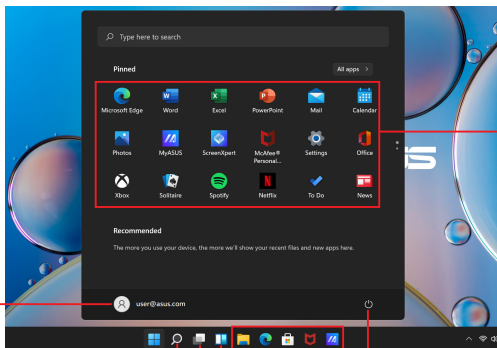 Type here to search
Pinned
All apps >
Microsoft Edge
Word
Excel
PowerPoint
Mail
Calendar
Photos
MyASUS
ScreenXpert
McAfee® Personal...
Settings
Office
Xbox
Solitaire
Spotify
Netflix
To Do
News
Recommended
The more you use your device, the more we'll show your recent files and new apps here.
user@asus.com